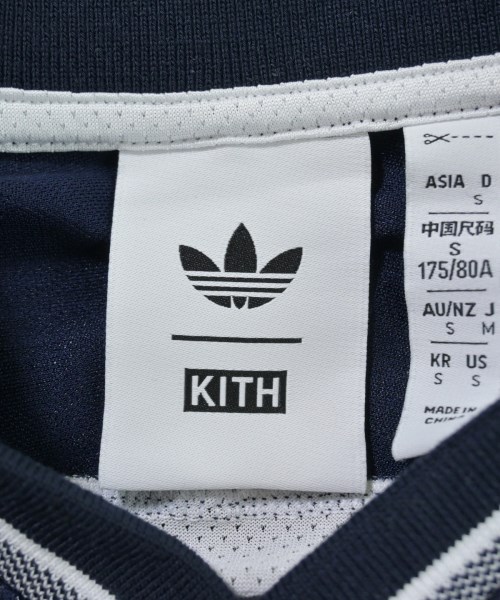 KITH
ASIA D
S
中国尺码
S
175/80A
AU/NZ J
S M
KR US
S S
MADE IN
CHINA